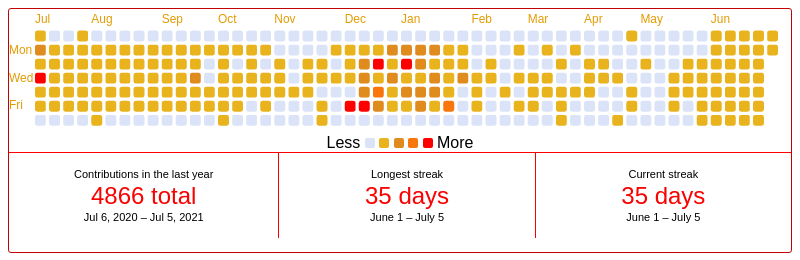 Jul Aug Sep Oct Nov Dec Jan Feb Mar Apr May Jun
Mon
Wed
Fri
Less More
Contributions in the last year
4866 total
Jul 6, 2020 – Jul 5, 2021
Longest streak
35 days
June 1 – July 5
Current streak
35 days
June 1 – July 5